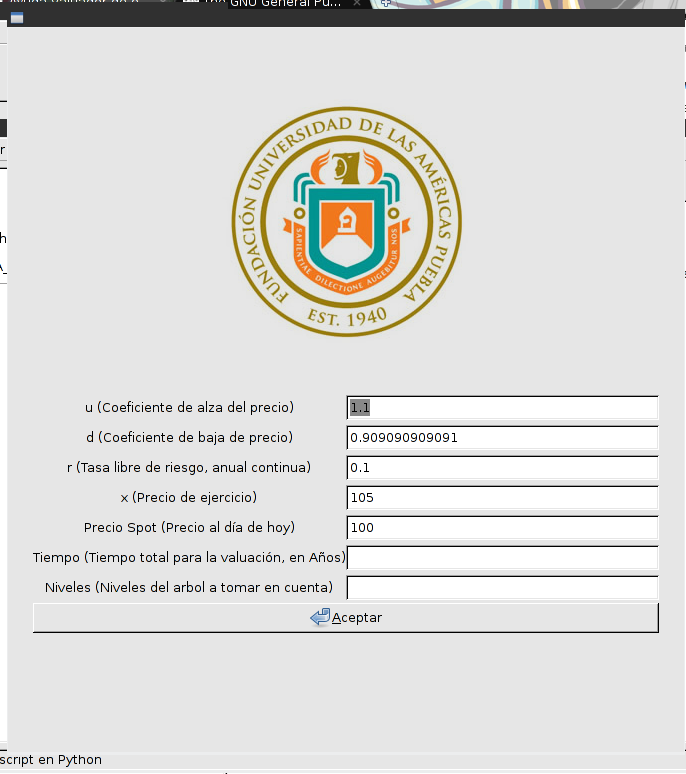 The GNU General Pu...
FUNDACIÓN UNIVERSIDAD DE LAS AMÉRICAS PUEBLA
SAPIENTIAE DILECTIONE AUGEBITUR NOS
EST. 1940
u (Coeficiente de alza del precio) 1.1
d (Coeficiente de baja de precio) 0.909090909091
r (Tasa libre de riesgo, anual continua) 0.1
x (Precio de ejercicio) 105
Precio Spot (Precio al día de hoy) 100
Tiempo (Tiempo total para la valuación, en Años)
Niveles (Niveles del arbol a tomar en cuenta)
Aceptar
script en Python